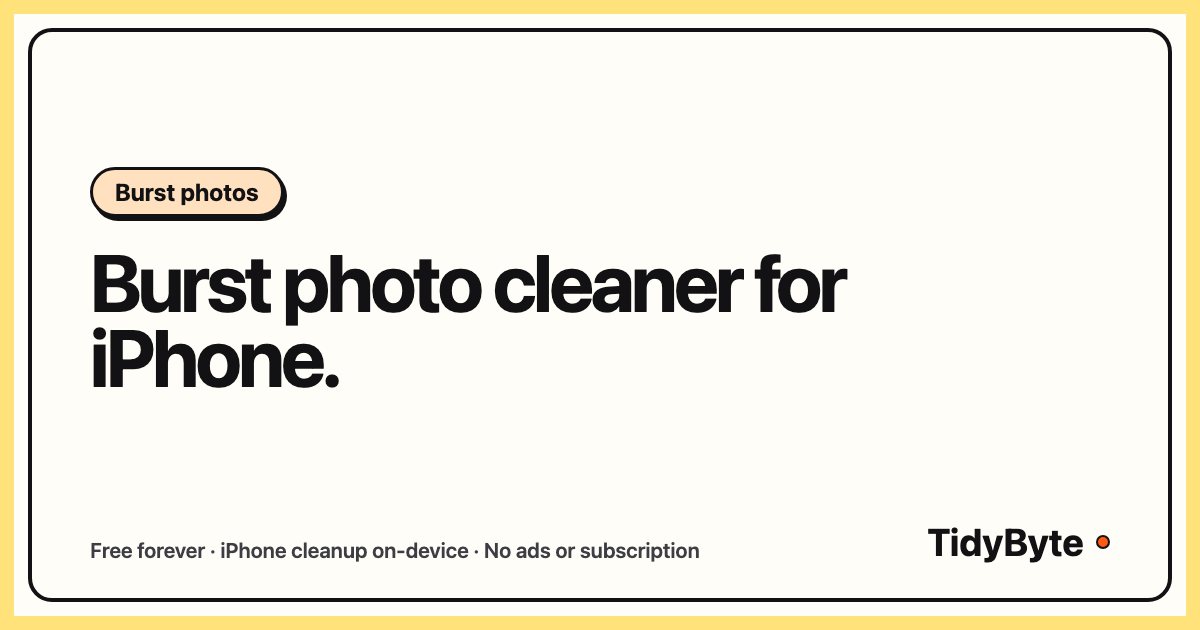 Burst photos
Burst photo cleaner for
iPhone.
Free forever · iPhone cleanup on-device · No ads or subscription
TidyByte